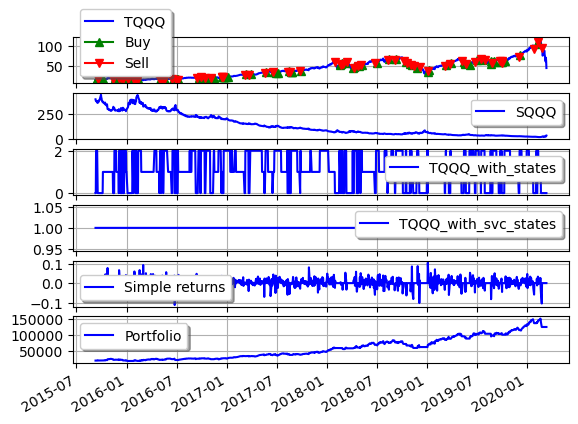 TQQQ
Buy
Sell
100
50
SQQQ
250
0
TQQQ_with_states
2
0
TQQQ_with_svc_states
1.05
1.00
0.95
Simple returns
0.1
0.0
−0.1
Portfolio
150000
100000
50000
2015-07 2016-01 2016-07 2017-01 2017-07 2018-01 2018-07 2019-01 2019-07 2020-01